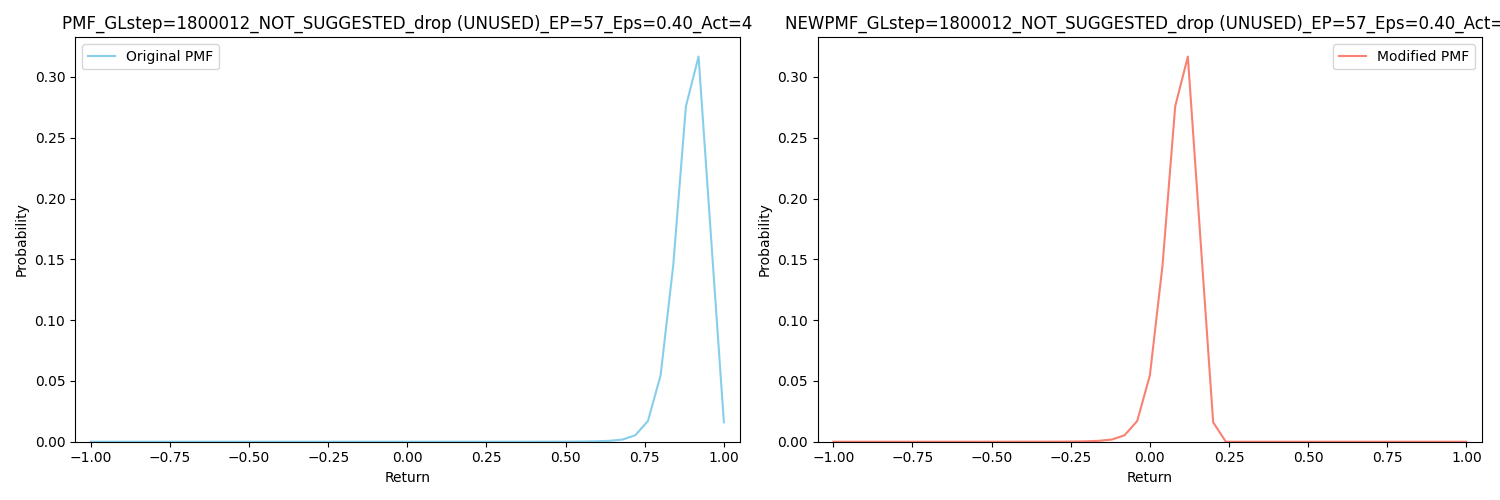 PMF_GLstep=1800012_NOT_SUGGESTED_drop (UNUSED)_EP=57_Eps=0.40_Act=4
Original PMF
0.30
0.25
0.20
0.15
0.10
0.05
0.00
Probability
−1.00 −0.75 −0.50 −0.25 0.00 0.25 0.50 0.75 1.00
Return
NEWPMF_GLstep=1800012_NOT_SUGGESTED_drop (UNUSED)_EP=57_Eps=0.40_Act=
Modified PMF
0.30
0.25
0.20
0.15
0.10
0.05
0.00
Probability
−1.00 −0.75 −0.50 −0.25 0.00 0.25 0.50 0.75 1.00
Return